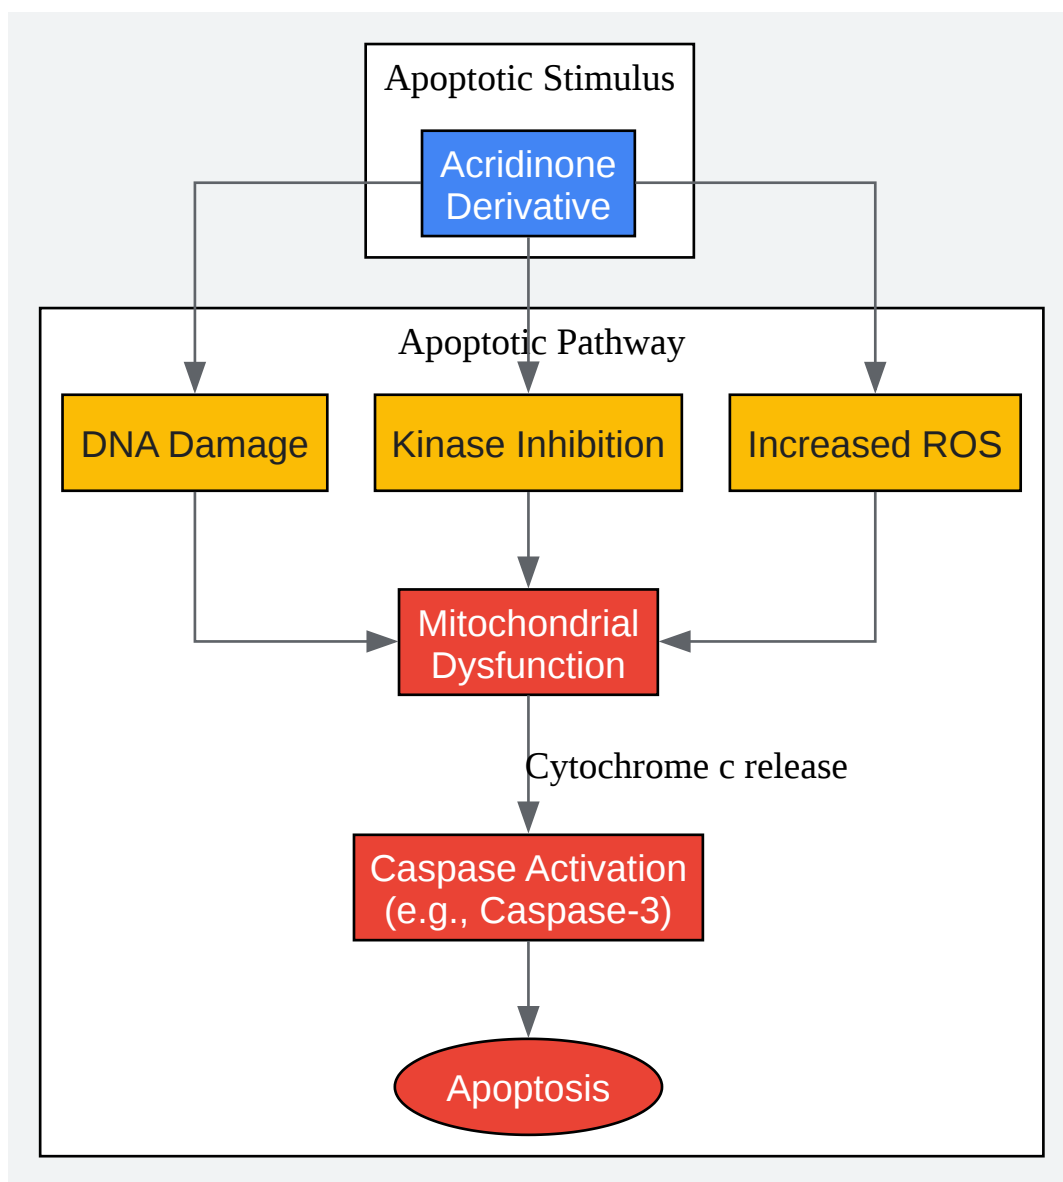 Apoptotic Stimulus
Acridinone
Derivative
Apoptotic Pathway
DNA Damage
Kinase Inhibition
Increased ROS
Mitochondrial
Dysfunction
Cytochrome c release
Caspase Activation
(e.g., Caspase-3)
Apoptosis